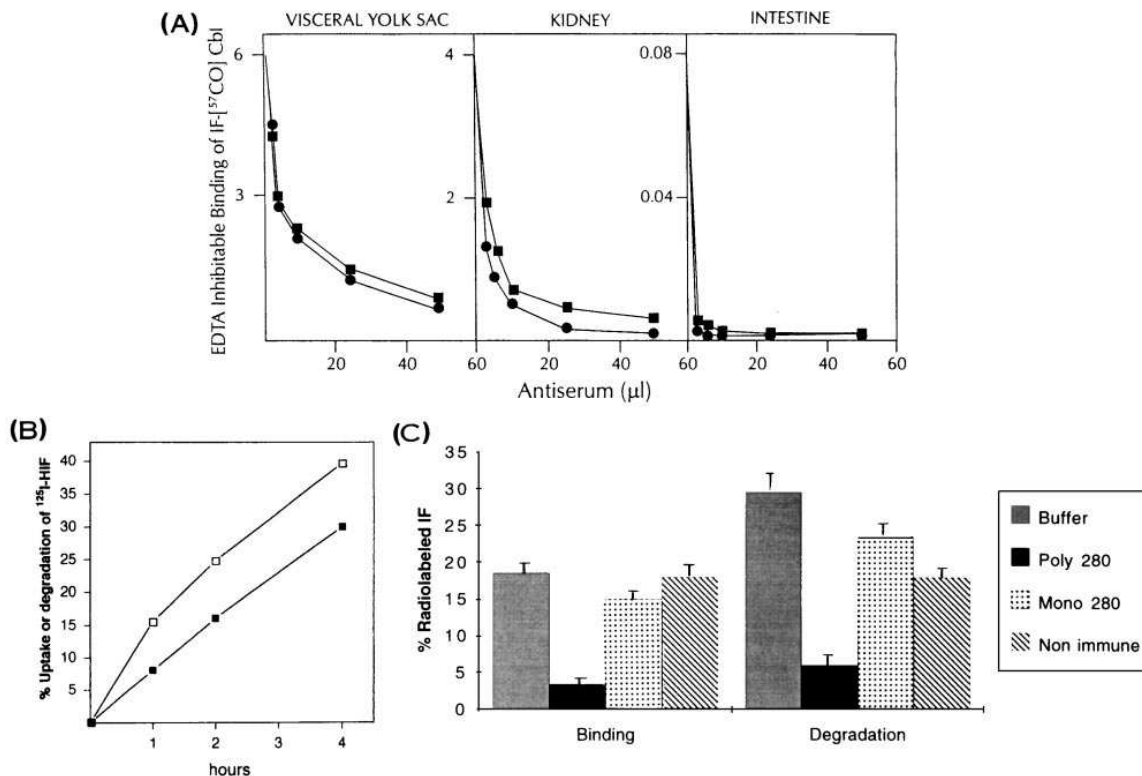 (A)
VISCERAL YOLK SAC KIDNEY INTESTINE
EDTA Inhibitable Binding of IF-[⁵⁷CO] Cbl
6
3
4
2
0.08
0.04
20 40 60 20 40 60 20 40 60
Antiserum (µl)
(B)
% Uptake or degradation of ¹²⁵I-HIF
40
35
30
25
20
15
10
5
1 2 3 4
hours
(C)
% Radiolabeled IF
35
30
25
20
15
10
5
0
Binding Degradation
Buffer
Poly 280
Mono 280
Non immune